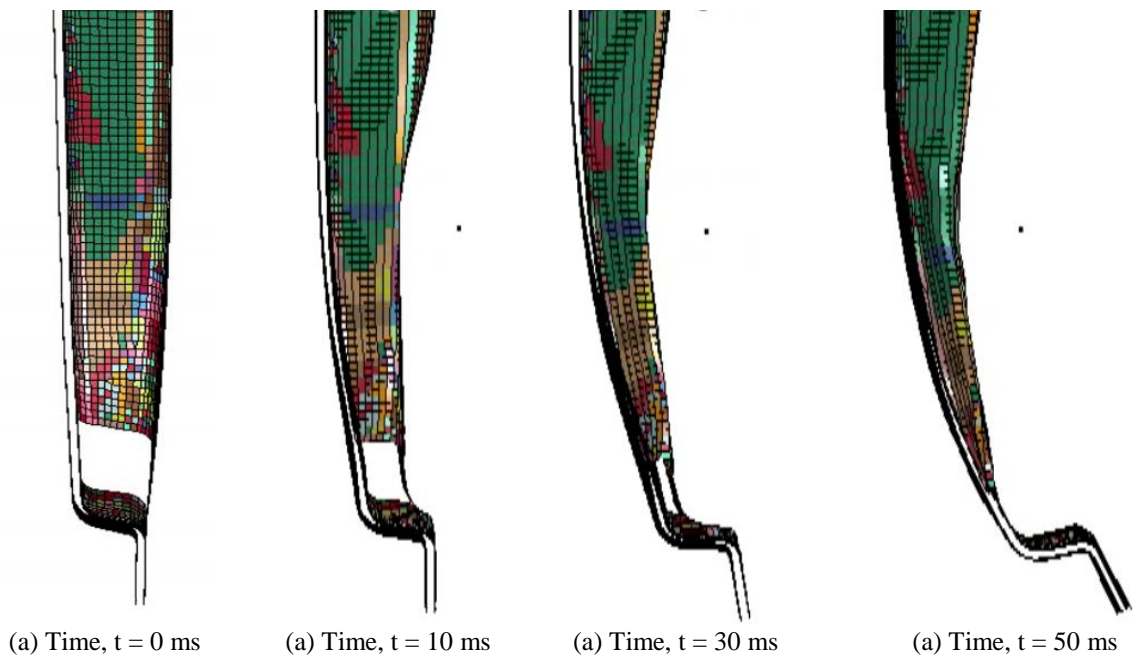 (a) Time, t = 0 ms
(a) Time, t = 10 ms
(a) Time, t = 30 ms
(a) Time, t = 50 ms